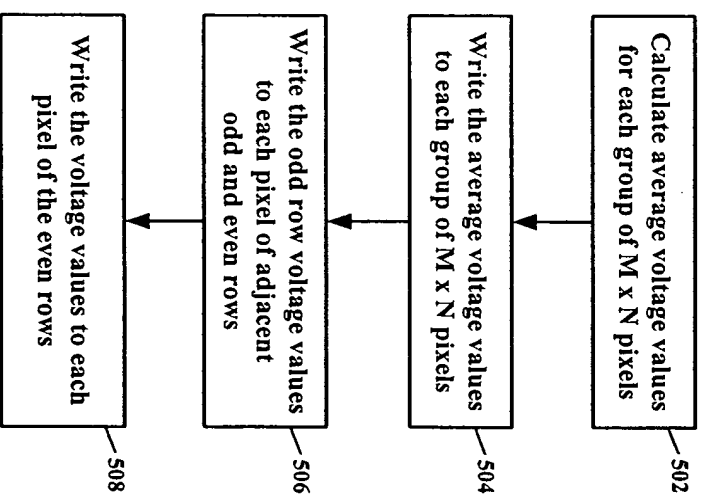 Calculate average voltage values
for each group of M x N pixels
502
Write the average voltage values
to each group of M x N pixels
504
Write the odd row voltage values
to each pixel of adjacent
odd and even rows
506
Write the voltage values to each
pixel of the even rows
508